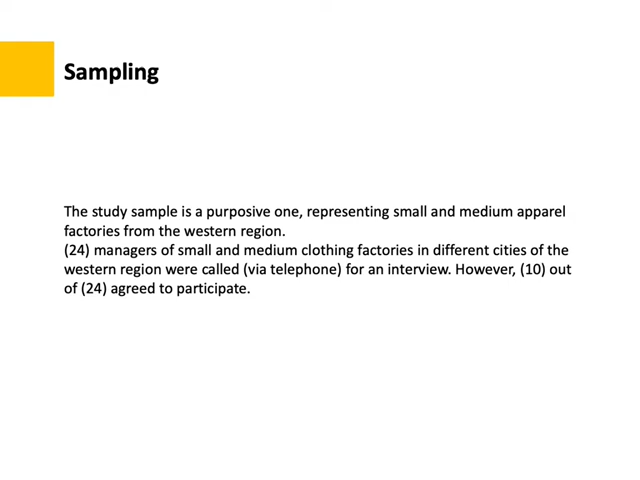 Sampling
The study sample is a purposive one, representing small and medium apparel
factories from the western region.
(24) managers of small and medium clothing factories in different cities of the
western region were called (via telephone) for an interview. However, (10) out
of (24) agreed to participate.